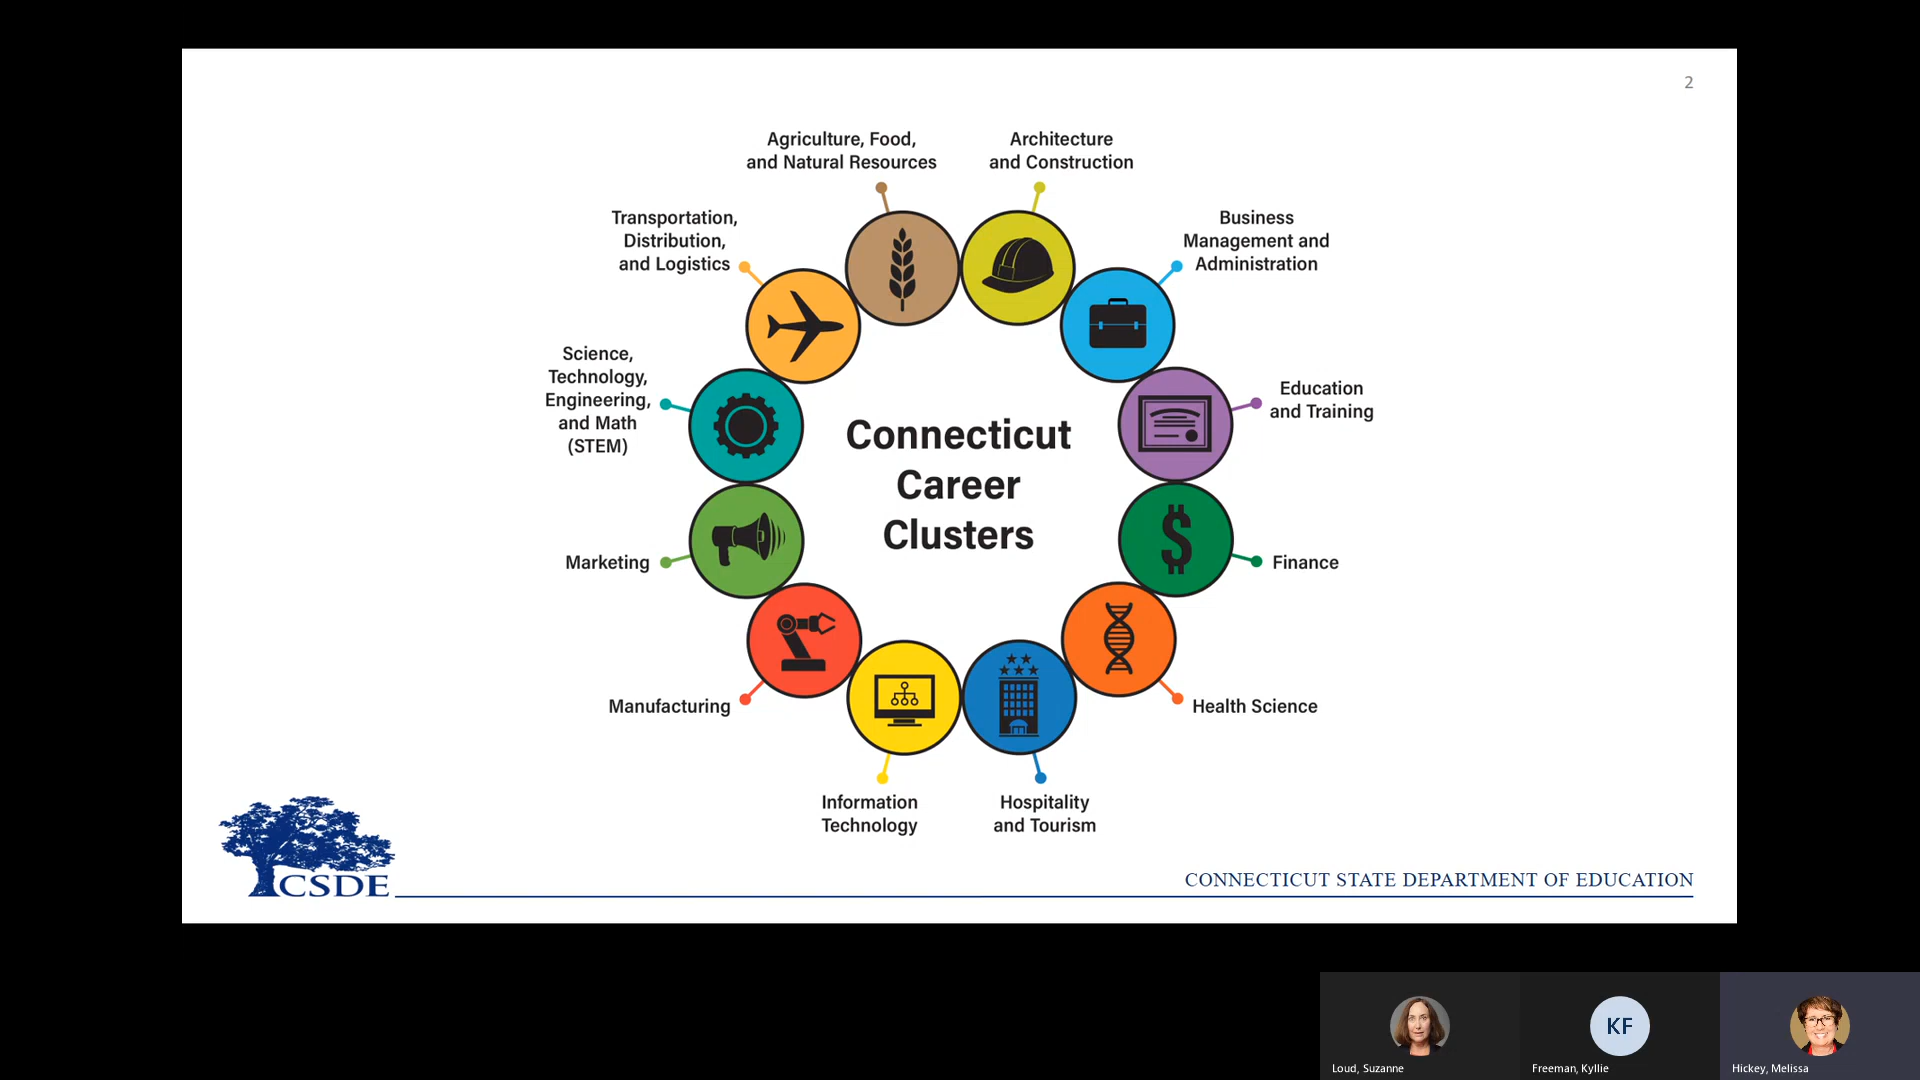 2
Agriculture, Food,
and Natural Resources
Architecture
and Construction
Transportation,
Distribution,
and Logistics
Business
Management and
Administration
Science,
Technology,
Engineering,
and Math
(STEM)
Education
and Training
Connecticut
Career
Clusters
$
Marketing
Finance
Manufacturing
Health Science
Information
Technology
Hospitality
and Tourism
CSDE
CONNECTICUT STATE DEPARTMENT OF EDUCATION
KF
Loud, Suzanne
Freeman, Kyllie
Hickey, Melissa